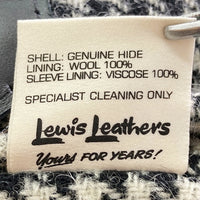 SHELL: GENUINE HIDE
LINING: WOOL 100%
SLEEVE LINING: VISCOSE 100%
SPECIALIST CLEANING ONLY
Lewis Leathers
Yours FOR YEARS!